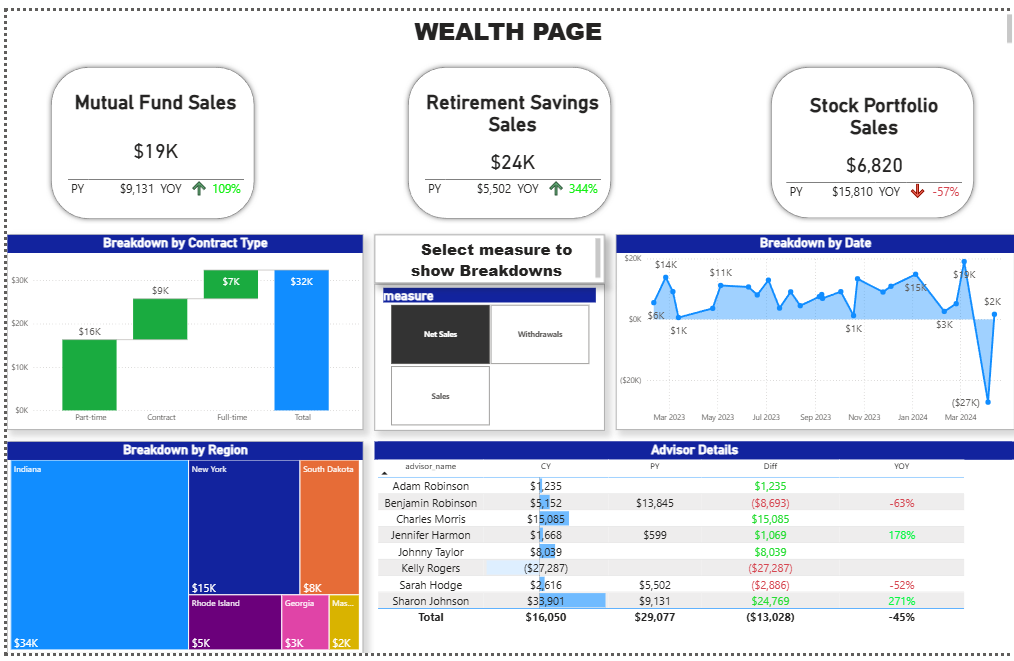 WEALTH PAGE
Mutual Fund Sales
$19K
PY $9,131 YOY 109%
Retirement Savings
Sales
$24K
PY $5,502 YOY 344%
Stock Portfolio
Sales
$6,820
PY $15,810 YOY -57%
Breakdown by Contract Type
$30K
$20K
$10K
$0K
$16K
$9K
$7K
$32K
Part-time Contract Full-time Total
Select measure to
show Breakdowns
measure
Net Sales
Withdrawals
Sales
Breakdown by Date
$20K
$0K
($20K)
$6K
$14K
$1K
$11K
$1K
$15K
$3K
$19K
($27K)
$2K
Mar 2023 May 2023 Jul 2023 Sep 2023 Nov 2023 Jan 2024 Mar 2024
Breakdown by Region
Indiana
$34K
New York
$15K
South Dakota
$8K
Rhode Island
$5K
Georgia
$3K
Mas...
$2K
Advisor Details
advisor_name CY PY Diff YOY
Adam Robinson $1,235 $1,235
Benjamin Robinson $5,152 $13,845 ($8,693) -63%
Charles Morris $15,085 $15,085
Jennifer Harmon $1,668 $599 $1,069 178%
Johnny Taylor $8,039 $8,039
Kelly Rogers ($27,287) ($27,287)
Sarah Hodge $2,616 $5,502 ($2,886) -52%
Sharon Johnson $33,901 $9,131 $24,769 271%
Total $16,050 $29,077 ($13,028) -45%